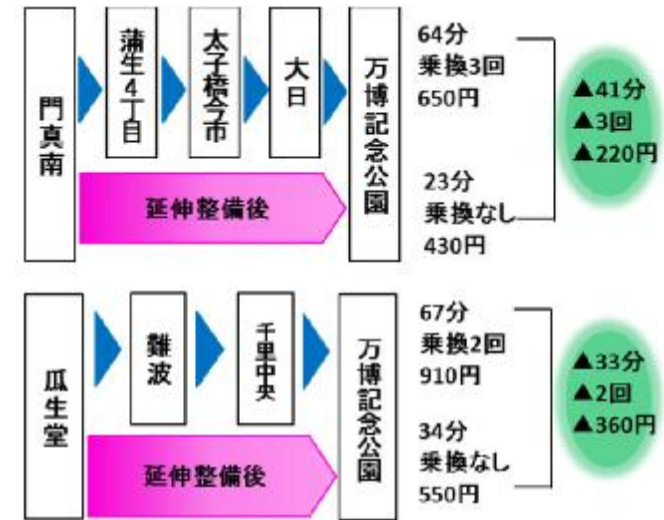 門真南
蒲生4丁目
太子橋今市
大日
万博記念公園
64分
乗換3回
650円
延伸整備後
23分
乗換なし
430円
▲41分
▲3回
▲220円
瓜生堂
難波
千里中央
万博記念公園
67分
乗換2回
910円
延伸整備後
34分
乗換なし
550円
▲33分
▲2回
▲360円